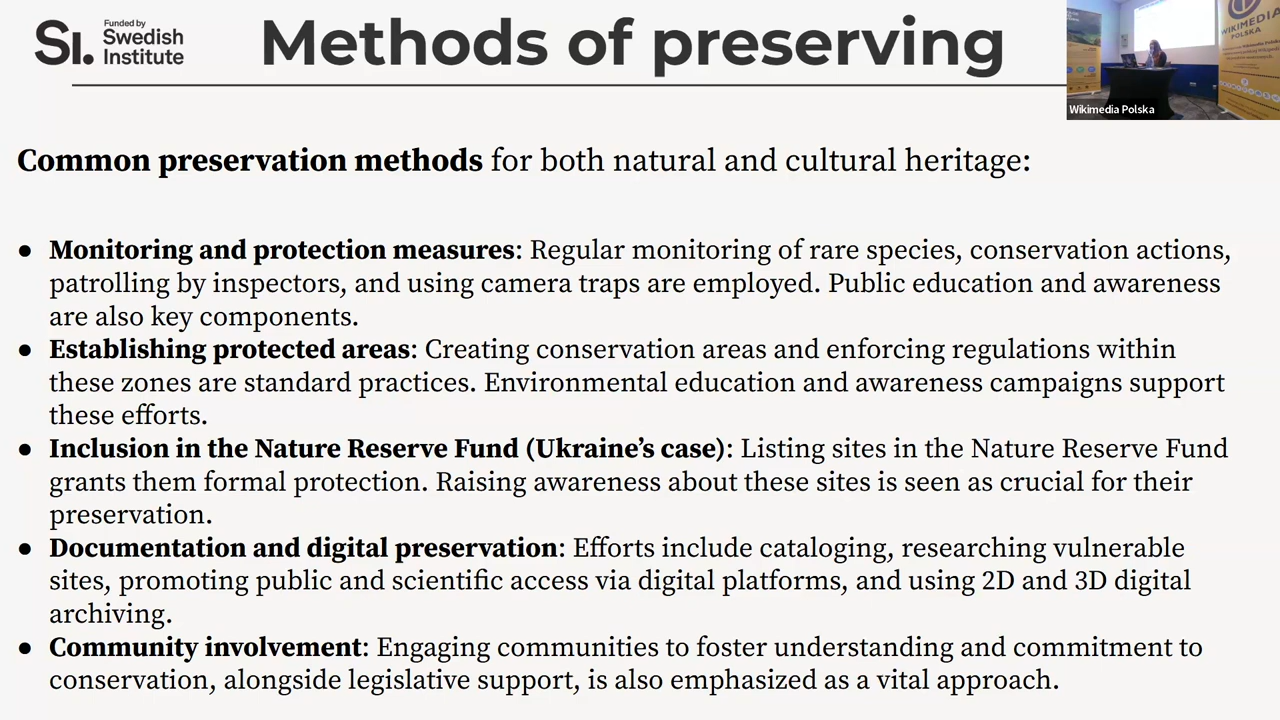 Funded by
Swedish
Institute
SI.
Methods of preserving
WIKIMEDIA
POLSKA
Wikimedia Polska
Common preservation methods for both natural and cultural heritage:
● Monitoring and protection measures: Regular monitoring of rare species, conservation actions,
patrolling by inspectors, and using camera traps are employed. Public education and awareness
are also key components.
● Establishing protected areas: Creating conservation areas and enforcing regulations within
these zones are standard practices. Environmental education and awareness campaigns support
these efforts.
● Inclusion in the Nature Reserve Fund (Ukraine’s case): Listing sites in the Nature Reserve Fund
grants them formal protection. Raising awareness about these sites is seen as crucial for their
preservation.
● Documentation and digital preservation: Efforts include cataloging, researching vulnerable
sites, promoting public and scientific access via digital platforms, and using 2D and 3D digital
archiving.
● Community involvement: Engaging communities to foster understanding and commitment to
conservation, alongside legislative support, is also emphasized as a vital approach.